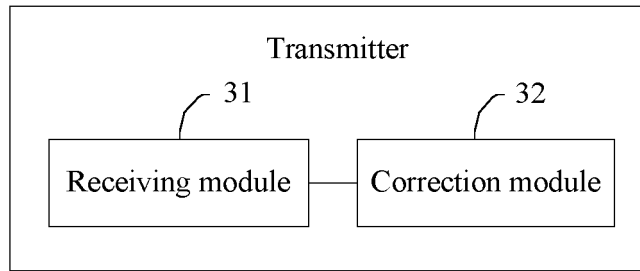 Transmitter
31
32
Receiving module
Correction module